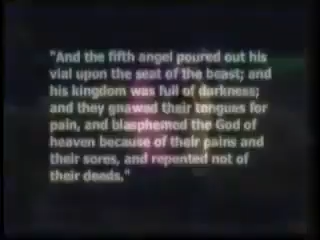 "And the fifth angel poured out his
vial upon the seat of the beast; and
his kingdom was full of darkness;
and they gnawed their tongues for
pain, and blasphemed the God of
heaven because of their pains and
their sores, and repented not of
their deeds."